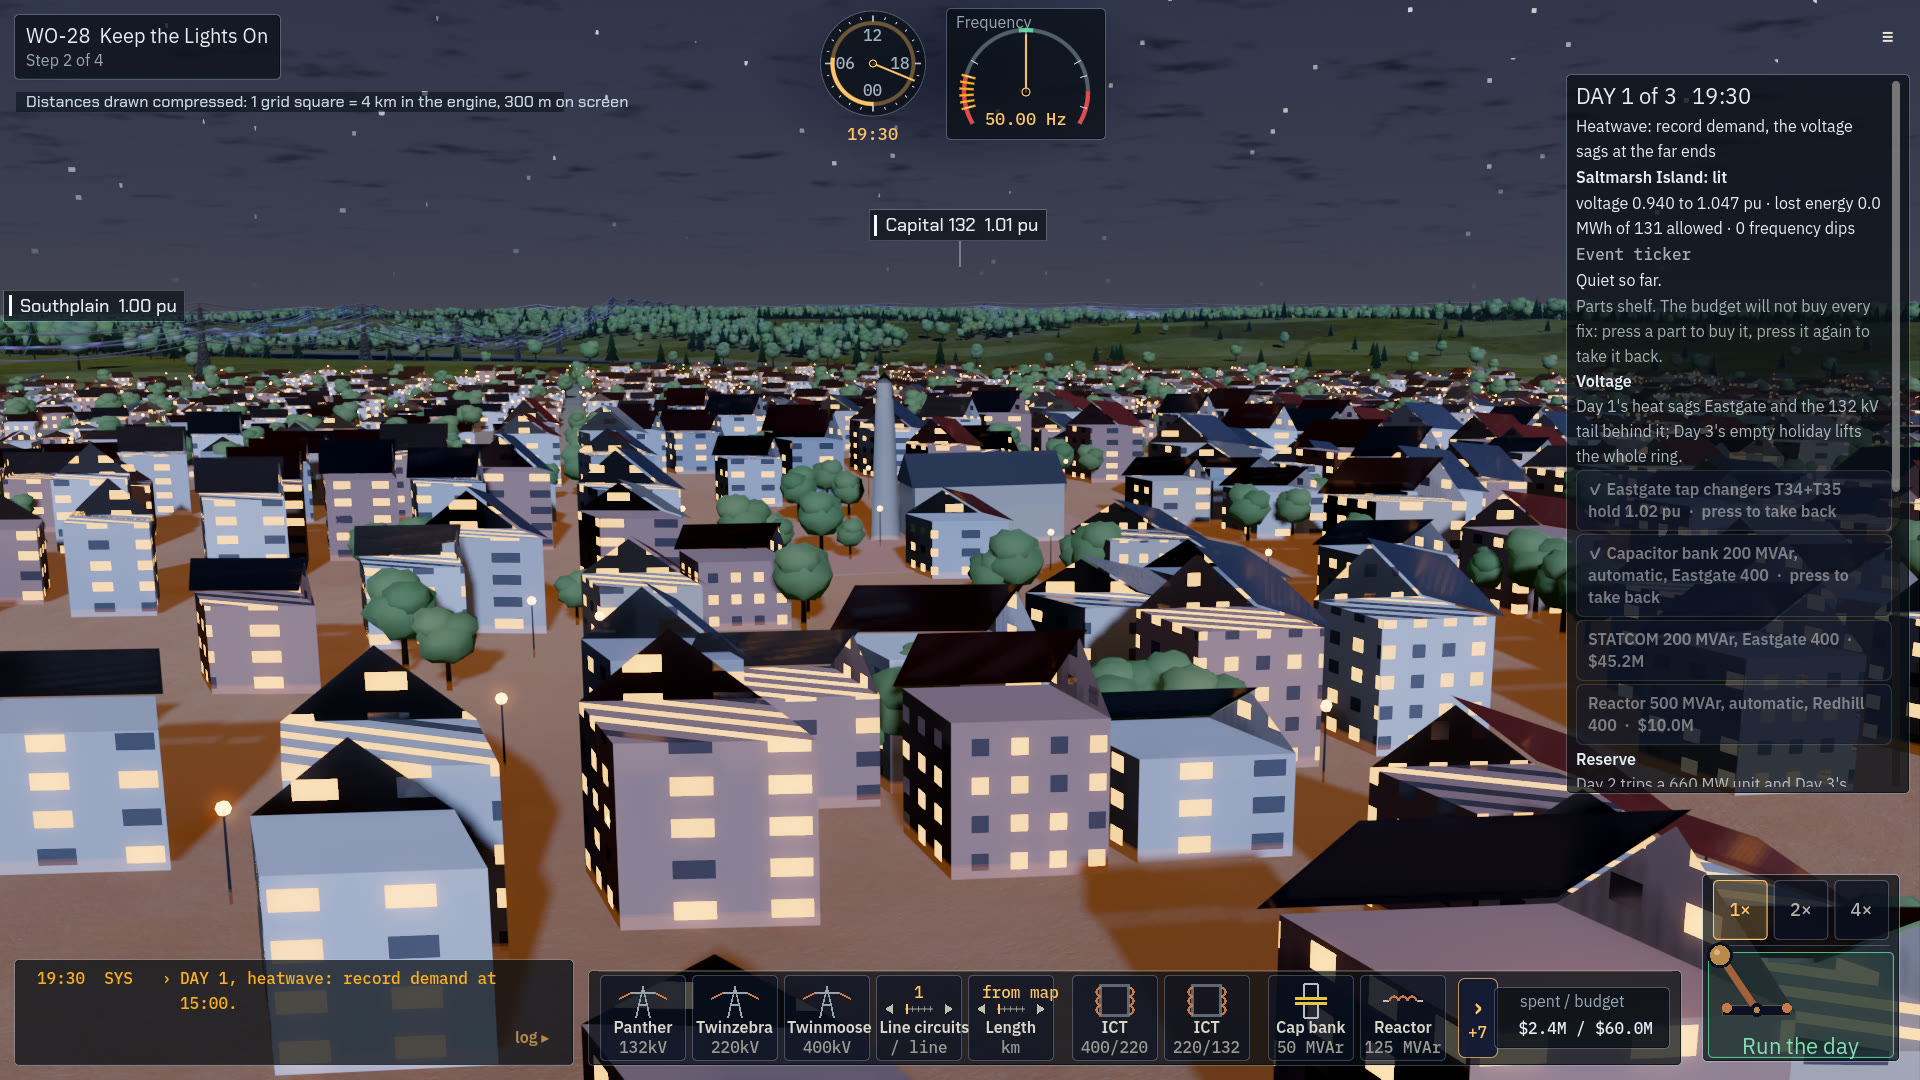 WO-28 Keep the Lights On
Step 2 of 4
Distances drawn compressed: 1 grid square = 4 km in the engine, 300 m on screen
12
06 18
00
19:30
Frequency
50.00 Hz
Capital 132 1.01 pu
Southplain 1.00 pu
DAY 1 of 3 · 19:30
Heatwave: record demand, the voltage
sags at the far ends
Saltmarsh Island: lit
voltage 0.940 to 1.047 pu · lost energy 0.0
MWh of 131 allowed · 0 frequency dips
Event ticker
Quiet so far.
Parts shelf. The budget will not buy every
fix: press a part to buy it, press it again to
take it back.
Voltage
Day 1's heat sags Eastgate and the 132 kV
tail behind it; Day 3's empty holiday lifts
the whole ring.
✓ Eastgate tap changers T34+T35
hold 1.02 pu · press to take back
✓ Capacitor bank 200 MVAr,
automatic, Eastgate 400 · press to
take back
STATCOM 200 MVAr, Eastgate 400 ·
$45.2M
Reactor 500 MVAr, automatic, Redhill
400 · $10.0M
Reserve
Day 2 trips a 660 MW unit and Day 3's
19:30 SYS › DAY 1, heatwave: record demand at
15:00.
log ▸
Panther
132kV
Twinzebra
220kV
Twinmoose
400kV
1
Line circuits
/ line
from map
Length
km
ICT
400/220
ICT
220/132
Cap bank
50 MVAr
Reactor
125 MVAr
›
+7
spent / budget
$2.4M / $60.0M
1× 2× 4×
Run the day